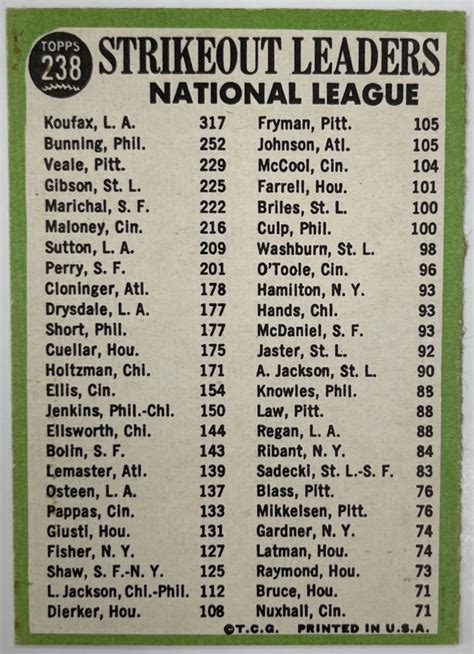 TOPPS
238
STRIKEOUT LEADERS
NATIONAL LEAGUE
Koufax, L. A. 317
Bunning, Phil. 252
Veale, Pitt. 229
Gibson, St. L. 225
Marichal, S. F. 222
Maloney, Cin. 216
Sutton, L. A. 209
Perry, S. F. 201
Cloninger, Atl. 178
Drysdale, L. A. 177
Short, Phil. 177
Cuellar, Hou. 175
Holtzman, Chi. 171
Ellis, Cin. 154
Jenkins, Phil.-Chi. 150
Ellsworth, Chi. 144
Bolin, S. F. 143
Lemaster, Atl. 139
Osteen, L. A. 137
Pappas, Cin. 133
Giusti, Hou. 131
Fisher, N. Y. 127
Shaw, S. F.-N. Y. 125
L. Jackson, Chi.-Phil. 112
Dierker, Hou. 108
Fryman, Pitt. 105
Johnson, Atl. 105
McCool, Cin. 104
Farrell, Hou. 101
Briles, St. L. 100
Culp, Phil. 100
Washburn, St. L. 98
O'Toole, Cin. 96
Hamilton, N. Y. 93
Hands, Chi. 93
McDaniel, S. F. 93
Jaster, St. L. 92
A. Jackson, St. L. 90
Knowles, Phil. 88
Law, Pitt. 88
Regan, L. A. 88
Ribant, N. Y. 84
Sadecki, St. L.-S. F. 83
Blass, Pitt. 76
Mikkelsen, Pitt. 76
Gardner, N. Y. 74
Latman, Hou. 74
Raymond, Hou. 73
Bruce, Hou. 71
Nuxhall, Cin. 71
©T.C.G. PRINTED IN U.S.A.